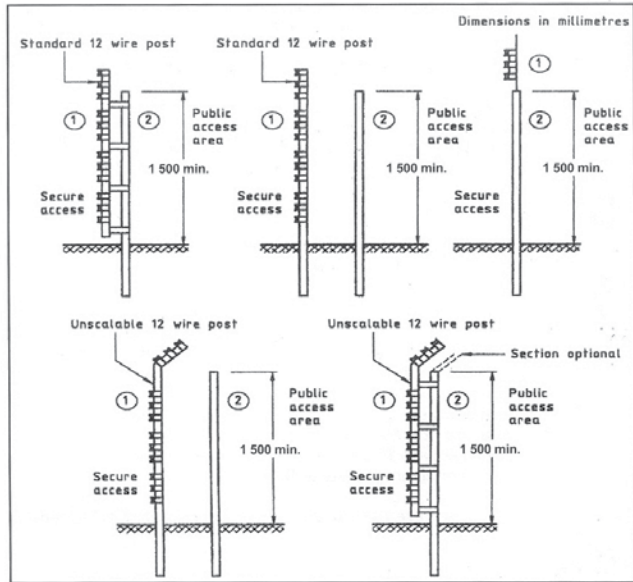 Dimensions in millimetres
Standard 12 wire post
Standard 12 wire post
1
2
Public
access
area
1 500 min.
Secure
access
1
2
Public
access
area
1 500 min.
Secure
access
1
2
Public
access
area
1 500 min.
Secure
access
Unscalable 12 wire post
Unscalable 12 wire post
Section optional
1
2
Public
access
area
1 500 min.
Secure
access
1
2
Public
access
area
1 500 min.
Secure
access